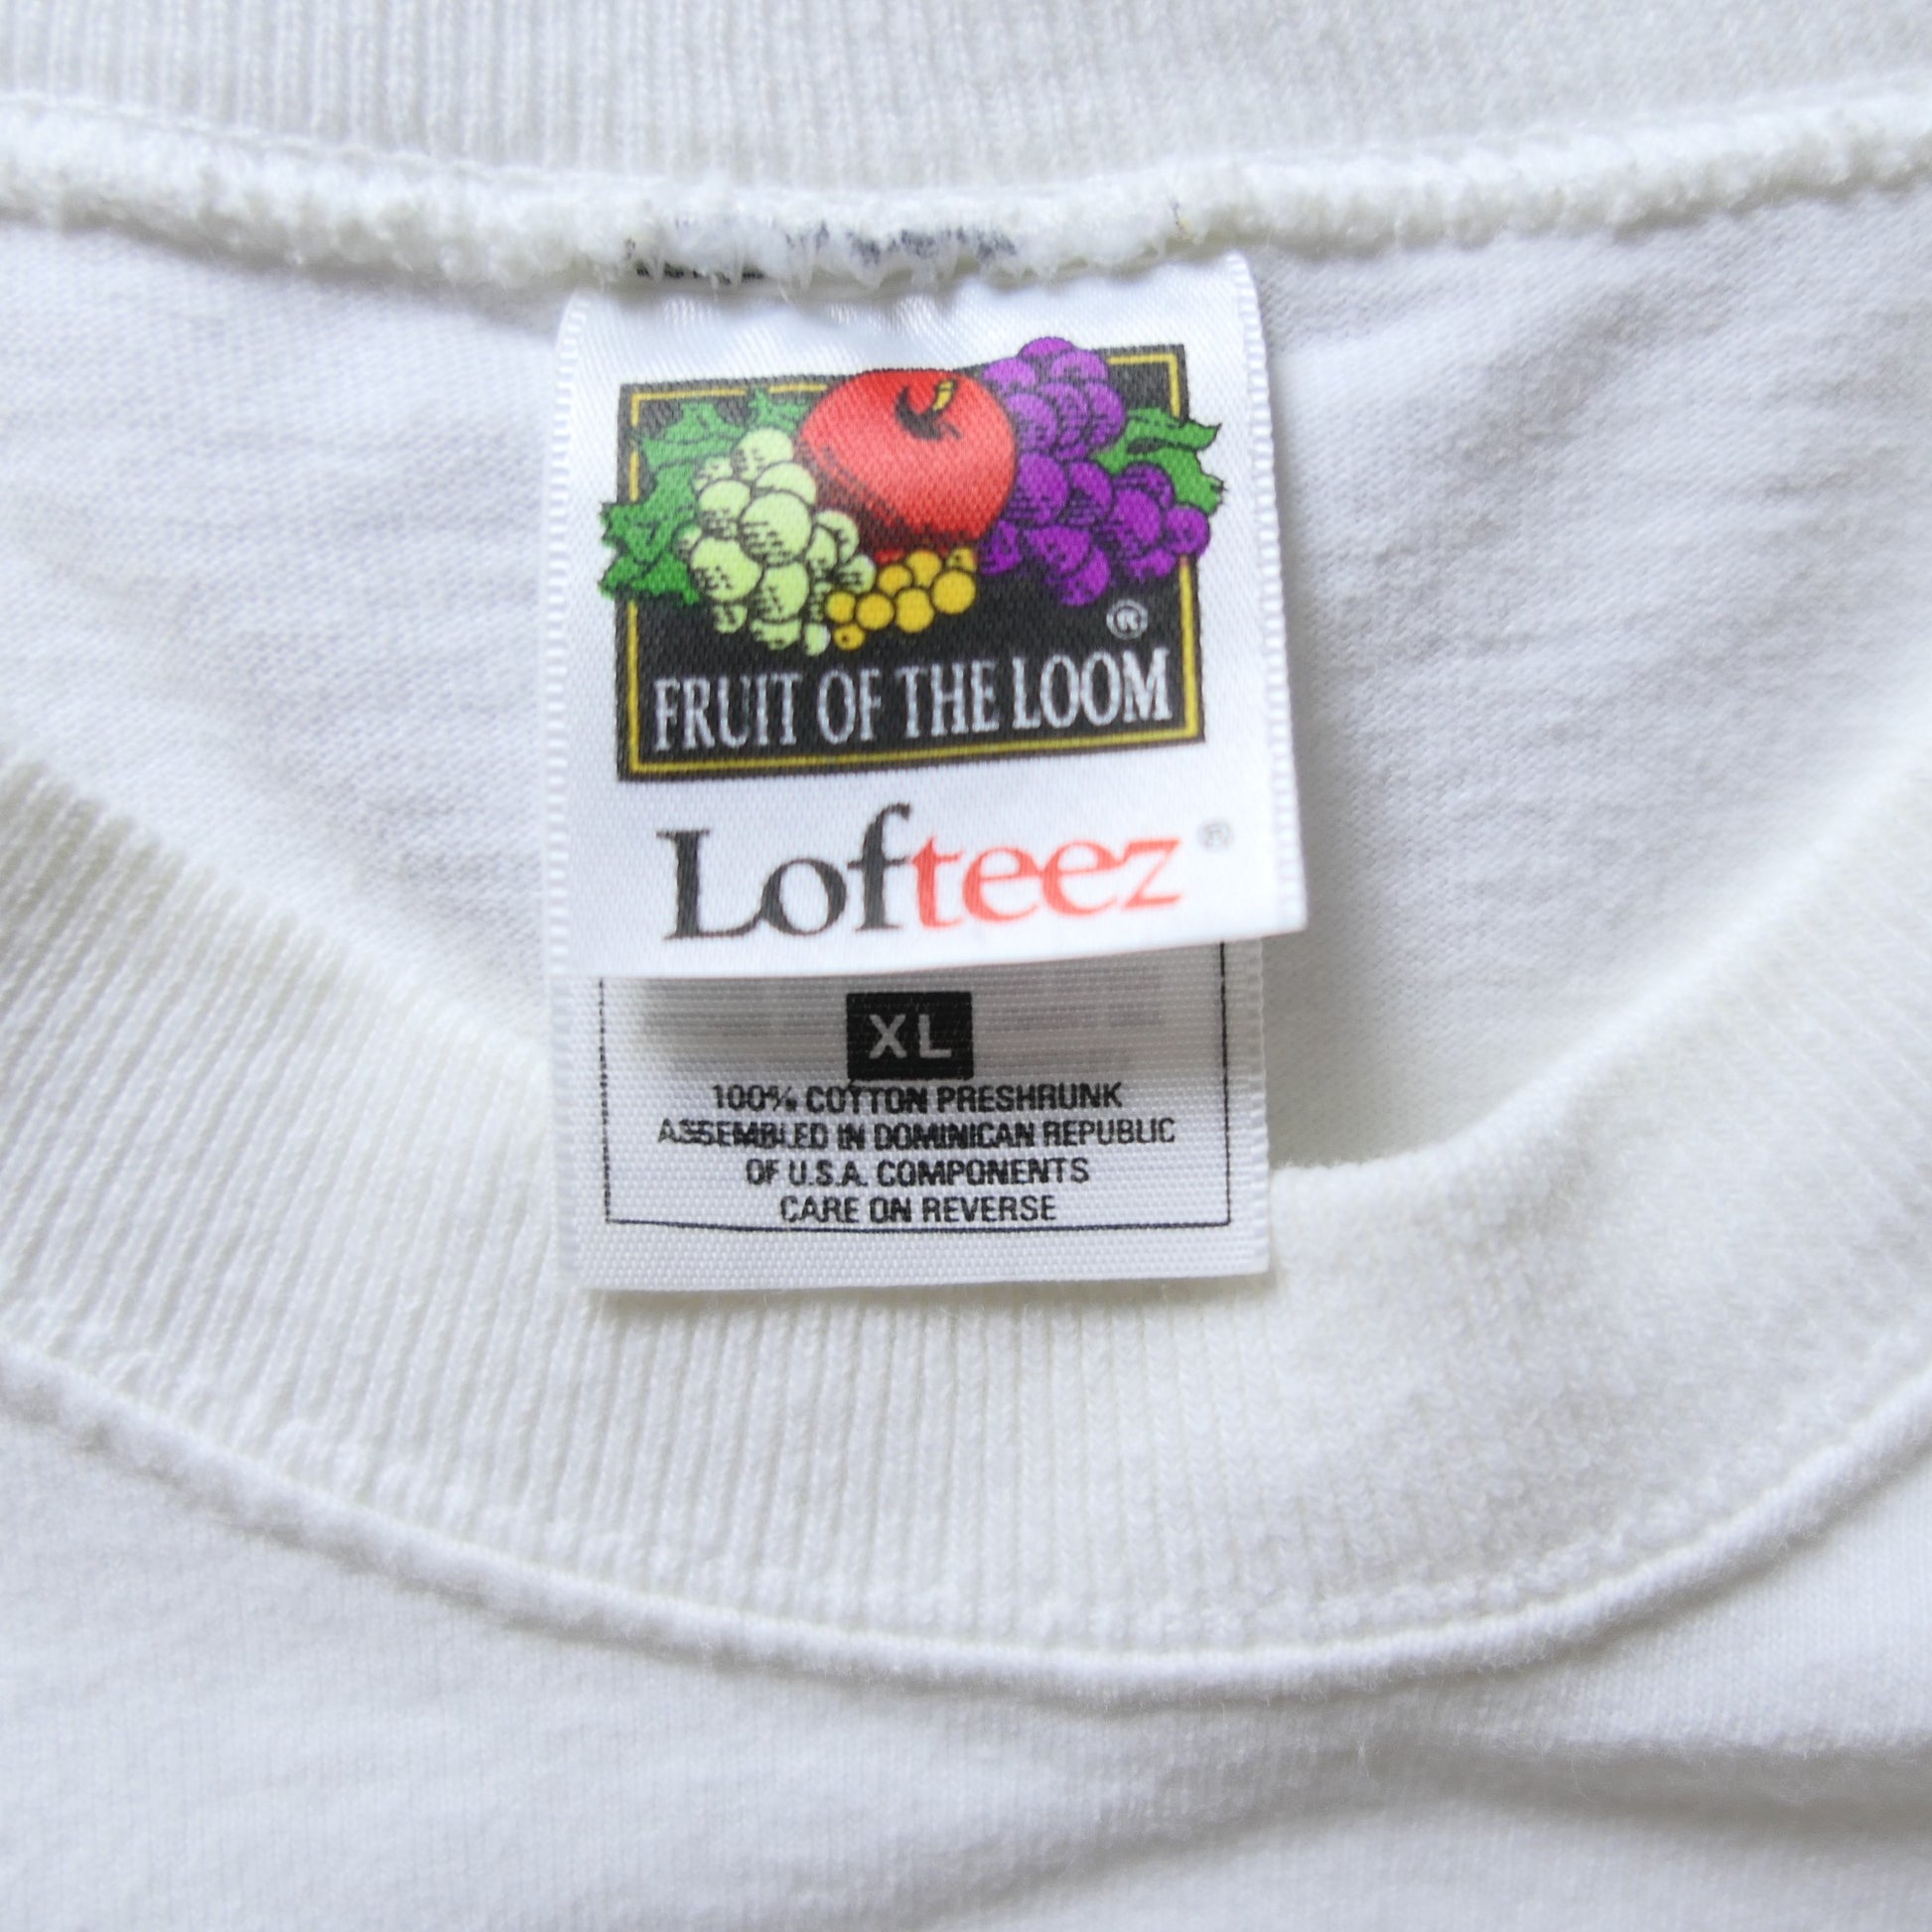 ®
FRUIT OF THE LOOM
Lofteez ®
XL
100% COTTON PRESHRUNK
ASSEMBLED IN DOMINICAN REPUBLIC
OF U.S.A. COMPONENTS
CARE ON REVERSE